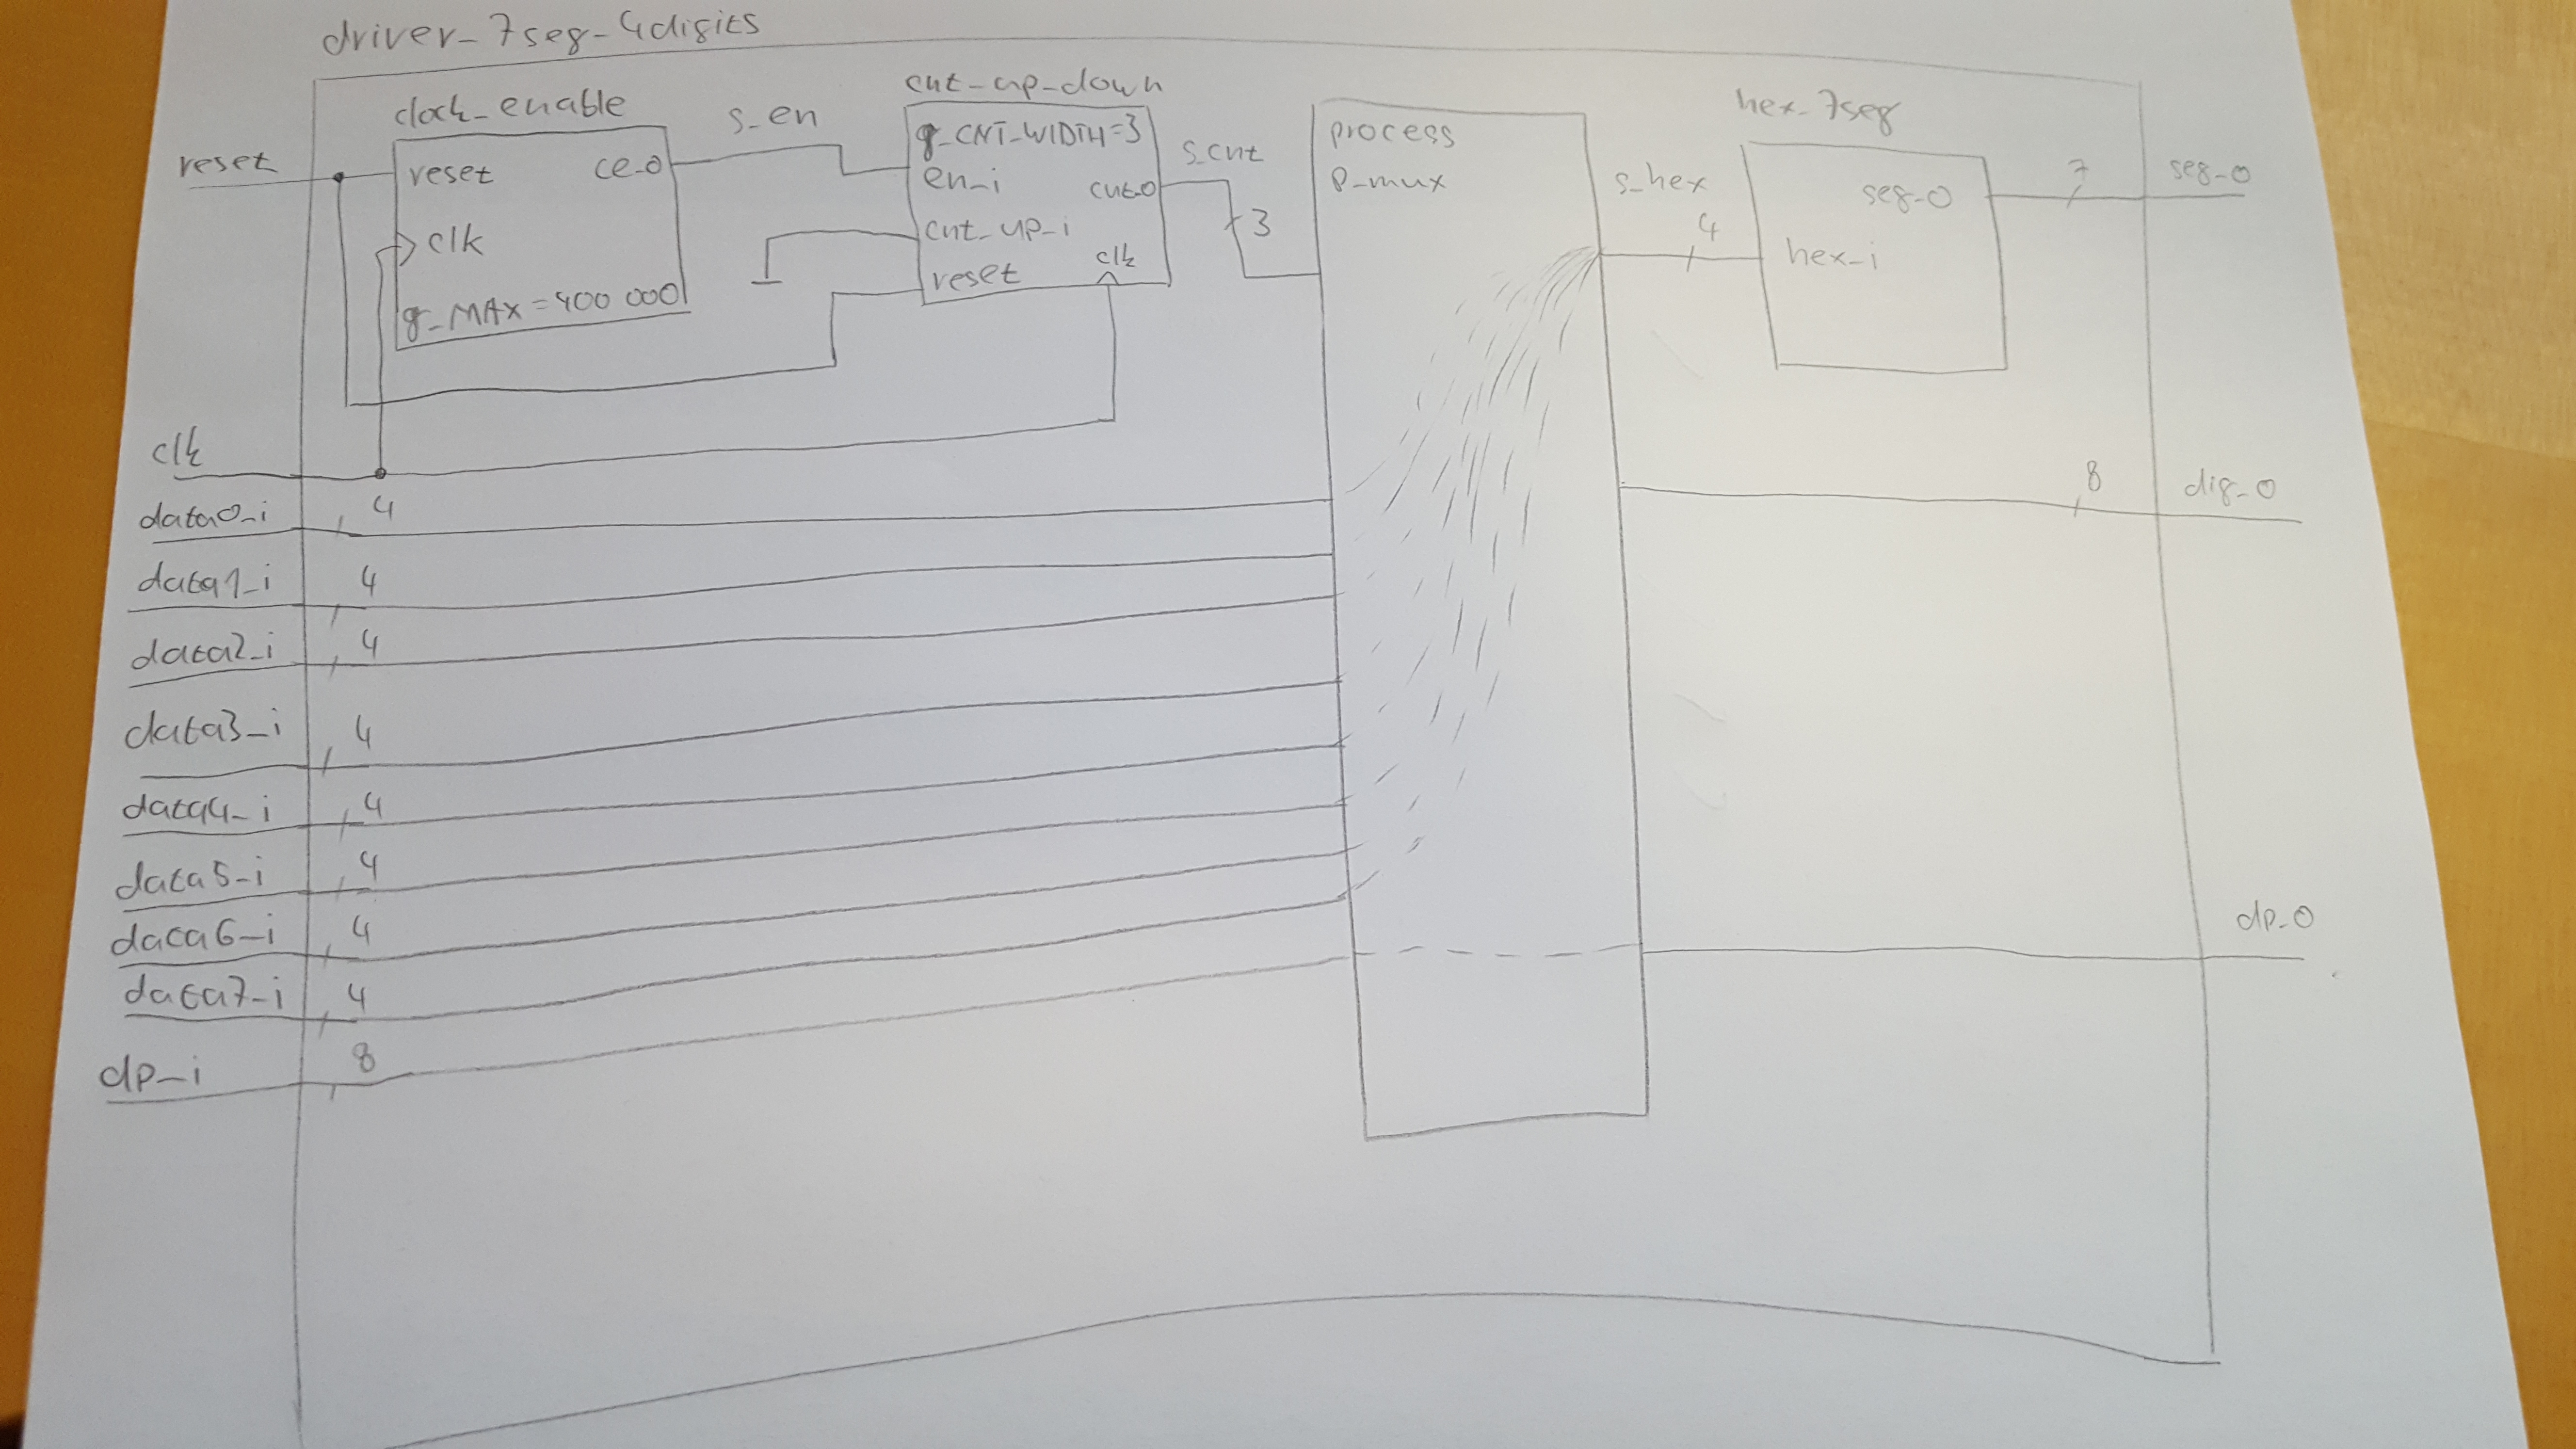 driver_7seg_4digits
clock_enable
reset
reset
ce_o
clk
g_MAX = 400 000
s_en
cnt_up_down
g_CNT_WIDTH=3
en_i
cnt_o
cnt_up_i
reset
clk
s_cnt
3
process
p_mux
s_hex
4
hex_7seg
seg_o
hex_i
7
seg_o
clk
data0_i
4
data1_i
4
data2_i
4
data3_i
4
data4_i
4
data5_i
4
data6_i
4
data7_i
4
dp_i
8
8
dig_o
dp_o